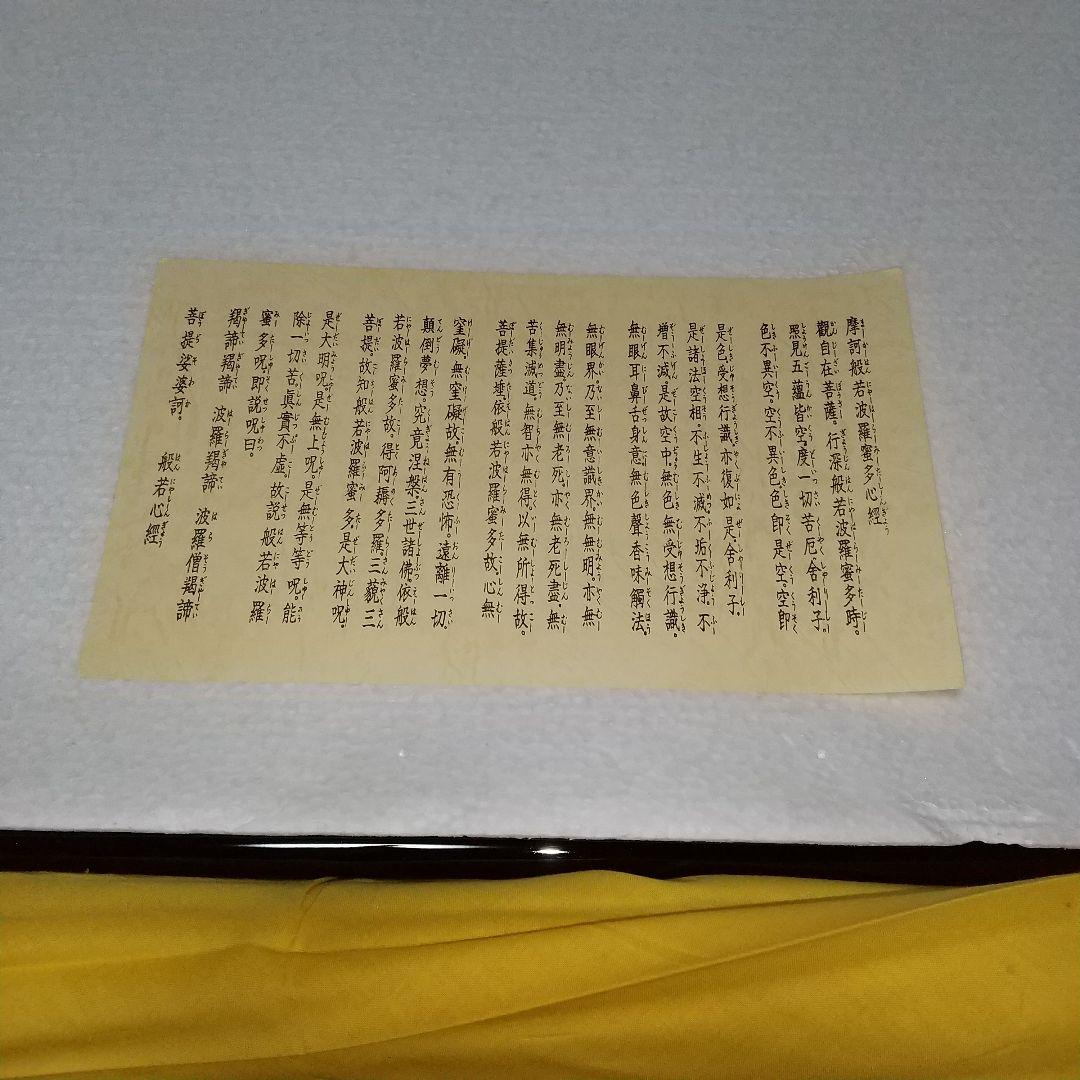 摩訶般若波羅蜜多心經
觀自在菩薩。行深般若波羅蜜多時。
照見五蘊皆空。度一切苦厄。舍利子。
色不異空。空不異色。色即是空。空即
是色。受想行識亦復如是。舍利子。
是諸法空相。不生不滅不垢不淨。不
增不減。是故空中。無色無受想行識。
無眼耳鼻舌身意無色聲香味觸法。
無眼界。乃至無意識界。無無明。亦無
無明盡乃至無老死。亦無老死盡。無
苦集滅道。無智亦無得。以無所得故。
菩提薩埵。依般若波羅蜜多故。心無
罣礙。無罣礙故。無有恐怖。遠離一切
顛倒夢想。究竟涅槃。三世諸佛。依般
若波羅蜜多故。得阿耨多羅。三藐三
菩提。故知般若波羅蜜多是大神呪。
是大明呪。是無上呪。是無等等呪。能
除一切苦眞實不虛。故説般若波羅
蜜多呪即説呪曰。
羯諦羯諦 波羅羯諦 波羅僧羯諦
菩提娑婆訶。 般若心經